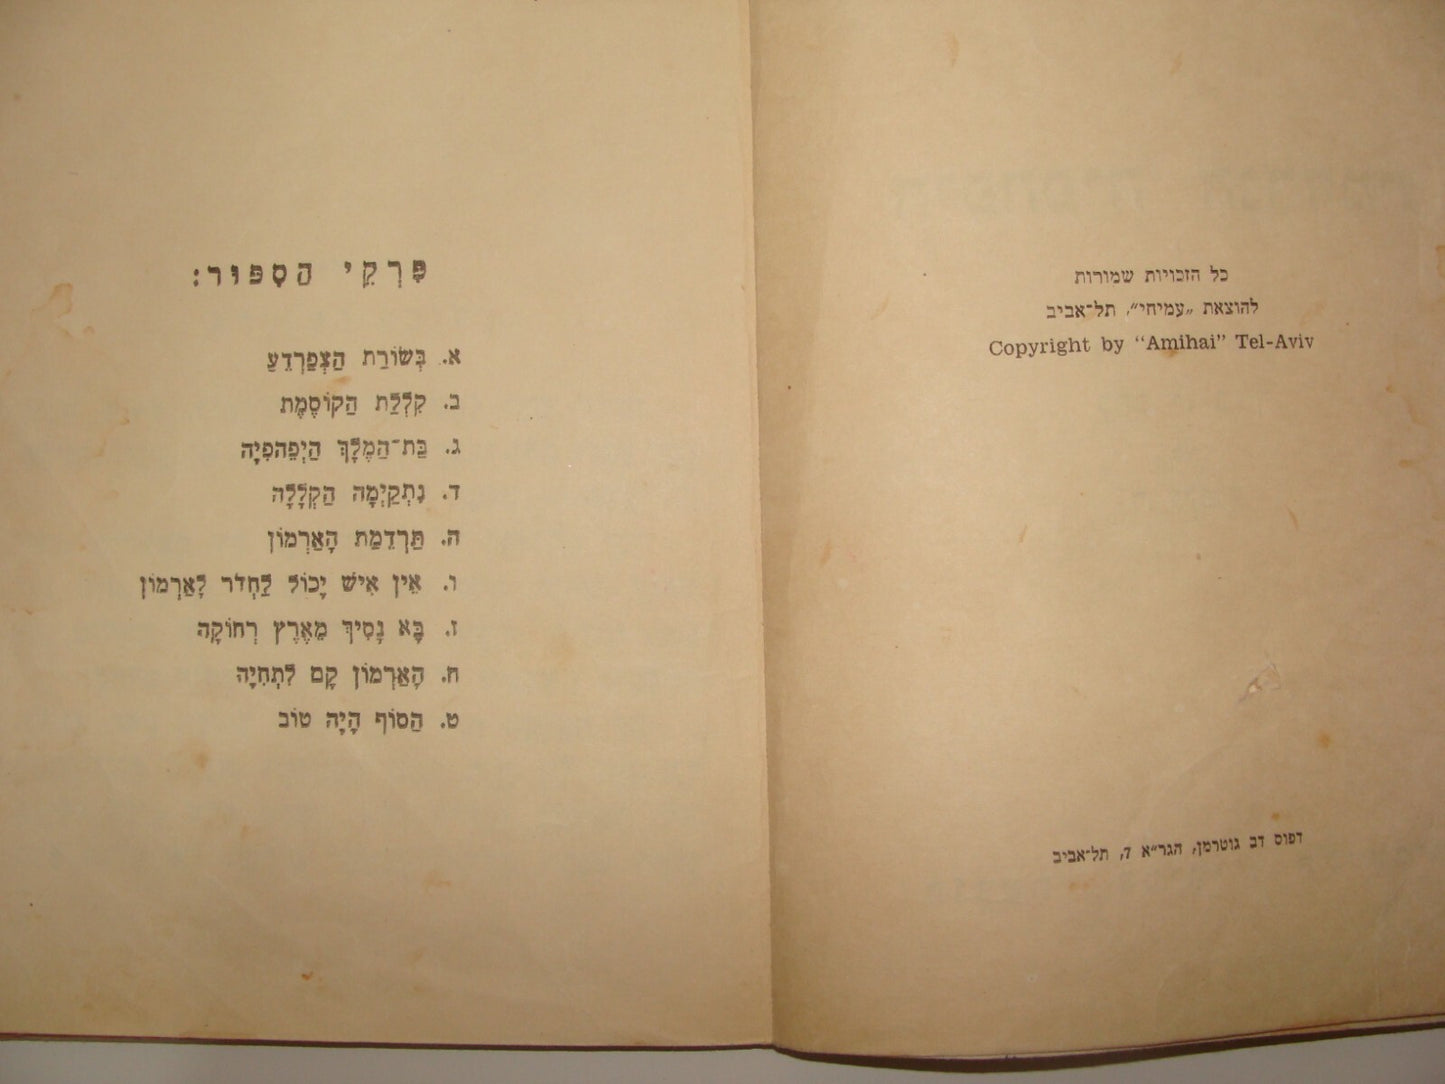 כל הזכויות שמורות
להוצאת „עמיחי״, תל־אביב
Copyright by “Amihai” Tel-Aviv
דפוס דב גוטרמן, הגר״א 7, תל־אביב
פִּרְקֵי הַסִּפּוּר:
א. בְּשׂוֹרַת הַצְּפַרְדֵּעַ
ב. קִלְלַת הַקּוֹסֶמֶת
ג. בַּת־הַמֶּלֶךְ הַיְפֵהפִיָּה
ד. נִתְקַיְּמָה הַקְּלָלָה
ה. תַּרְדֵּמַת הָאַרְמוֹן
ו. אֵין אִישׁ יָכוֹל לַחְדֹר לָאַרְמוֹן
ז. בָּא נָסִיךְ מֵאֶרֶץ רְחוֹקָה
ח. הָאַרְמוֹן קָם לִתְחִיָּה
ט. הַסּוֹף הָיָה טוֹב